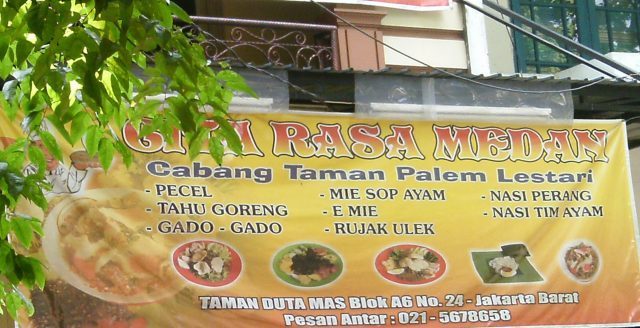 CITA RASA MEDAN
Cabang Taman Palem Lestari
- PECEL
- TAHU GORENG
- GADO - GADO
- MIE SOP AYAM
- E MIE
- RUJAK ULEK
- NASI PERANG
- NASI TIM AYAM
TAMAN DUTA MAS Blok A6 No. 24 - Jakarta Barat
Pesan Antar : 021 - 5678658